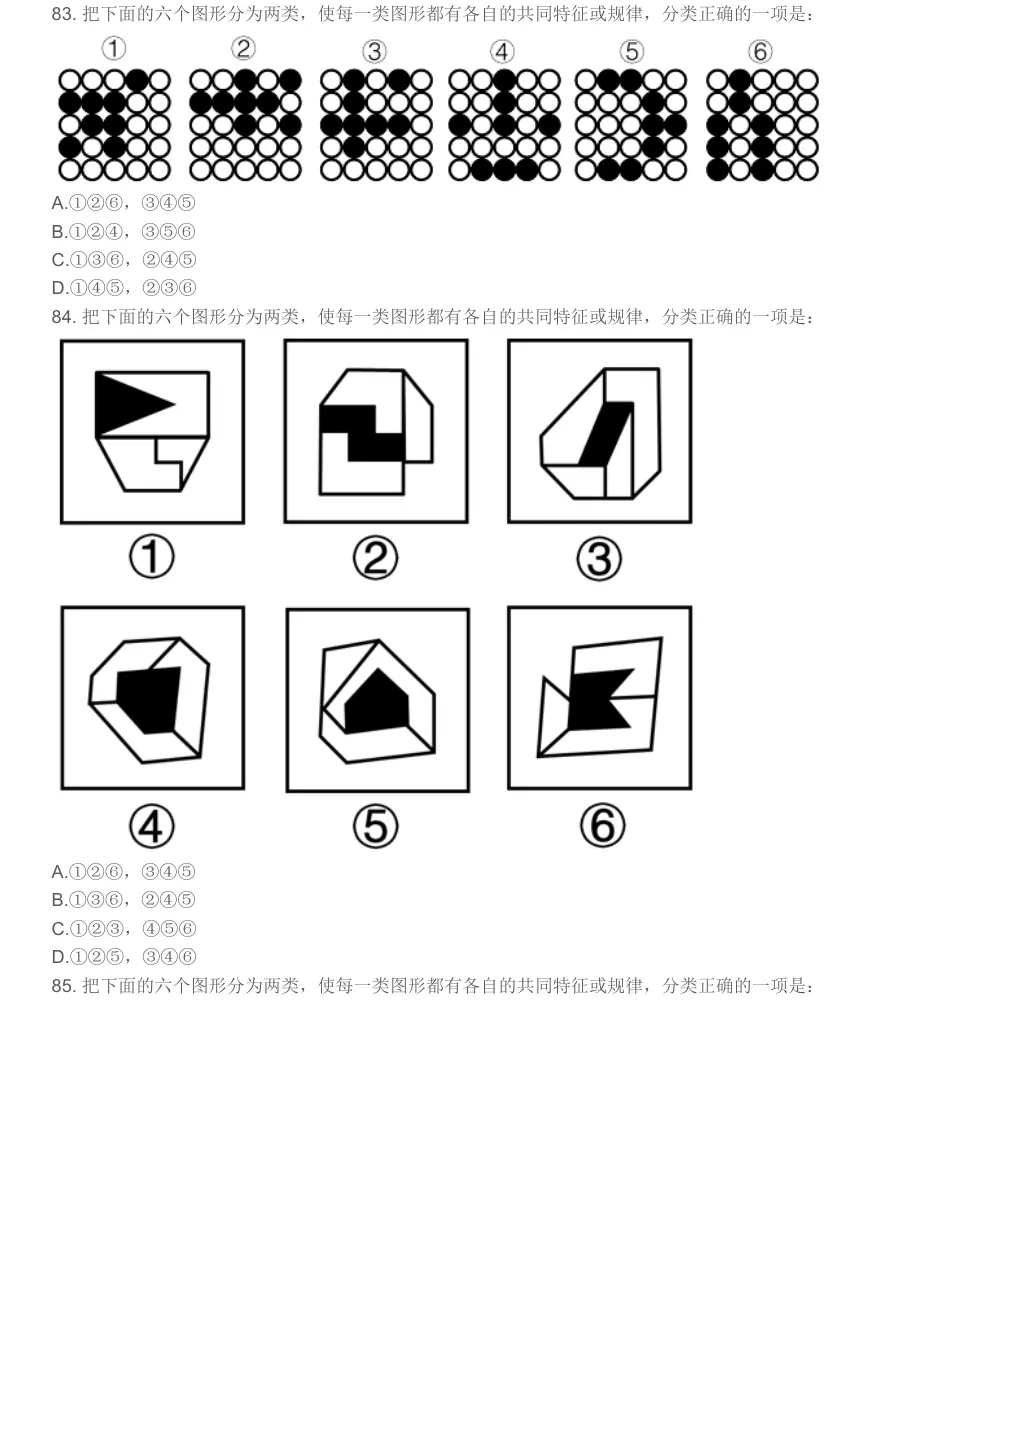 83. 把下面的六个图形分为两类，使每一类图形都有各自的共同特征或规律，分类正确的一项是：
① ② ③ ④ ⑤ ⑥
A.①②⑥，③④⑤
B.①②④，③⑤⑥
C.①③⑥，②④⑤
D.①④⑤，②③⑥
84. 把下面的六个图形分为两类，使每一类图形都有各自的共同特征或规律，分类正确的一项是：
① ② ③
④ ⑤ ⑥
A.①②⑥，③④⑤
B.①③⑥，②④⑤
C.①②③，④⑤⑥
D.①②⑤，③④⑥
85. 把下面的六个图形分为两类，使每一类图形都有各自的共同特征或规律，分类正确的一项是：